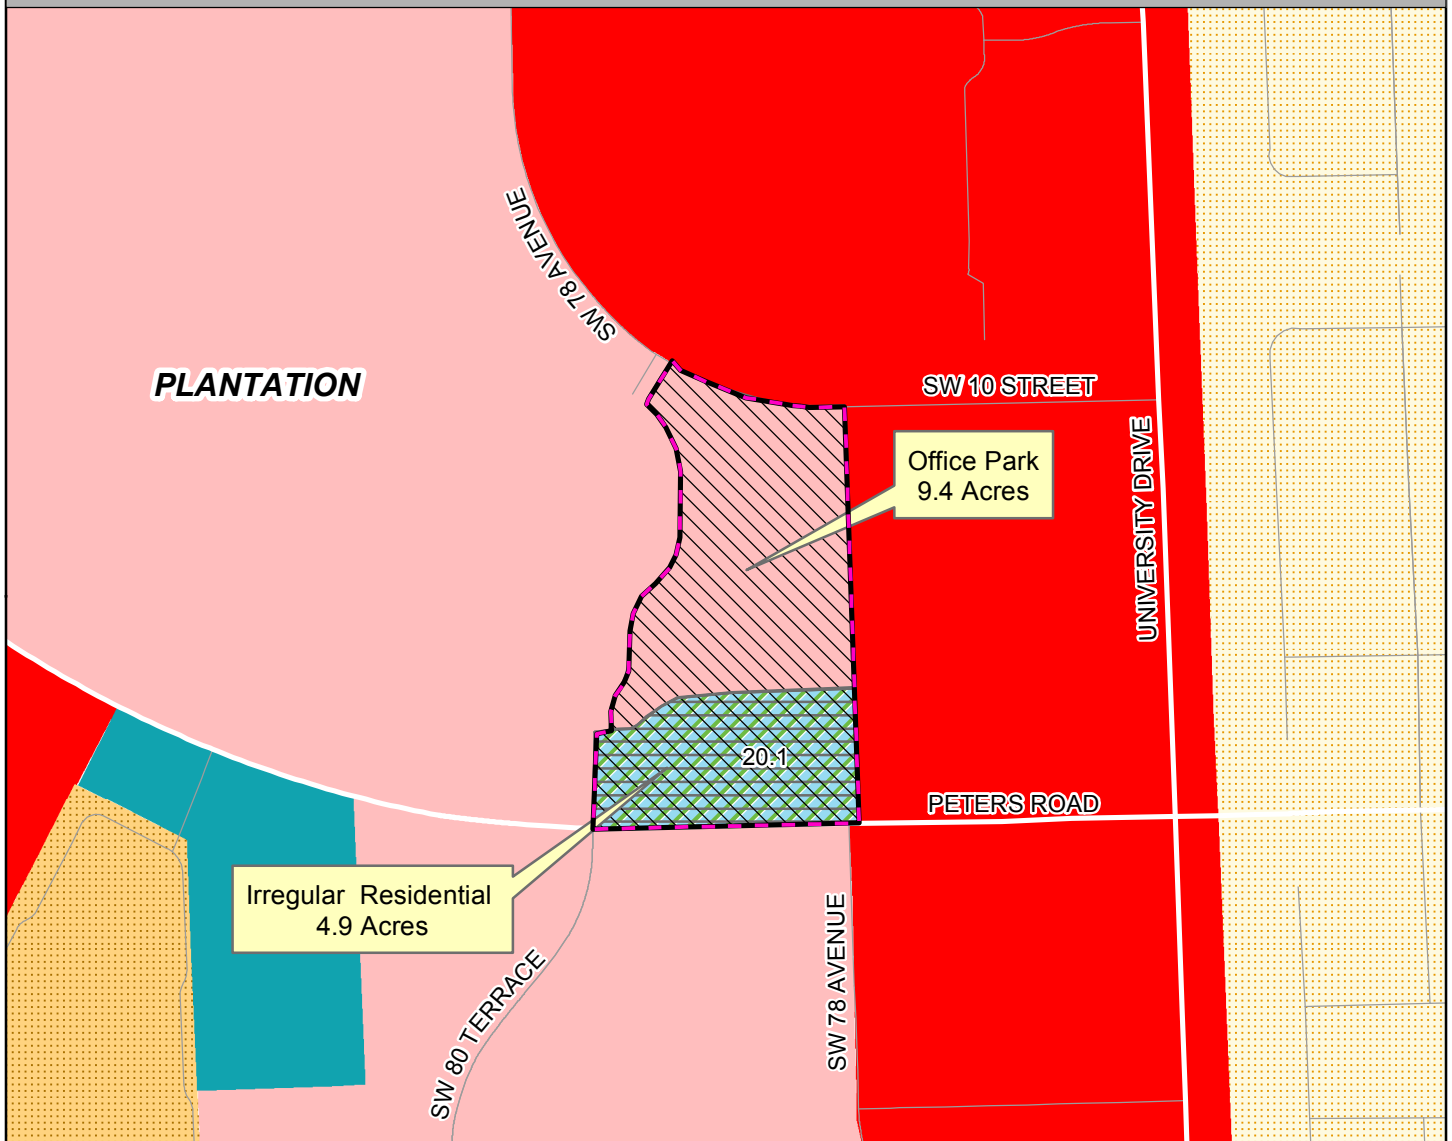 SW 78 AVENUE
PLANTATION
SW 10 STREET
UNIVERSITY DRIVE
Office Park
9.4 Acres
20.1
PETERS ROAD
Irregular Residential
4.9 Acres
SW 80 TERRACE
SW 78 AVENUE